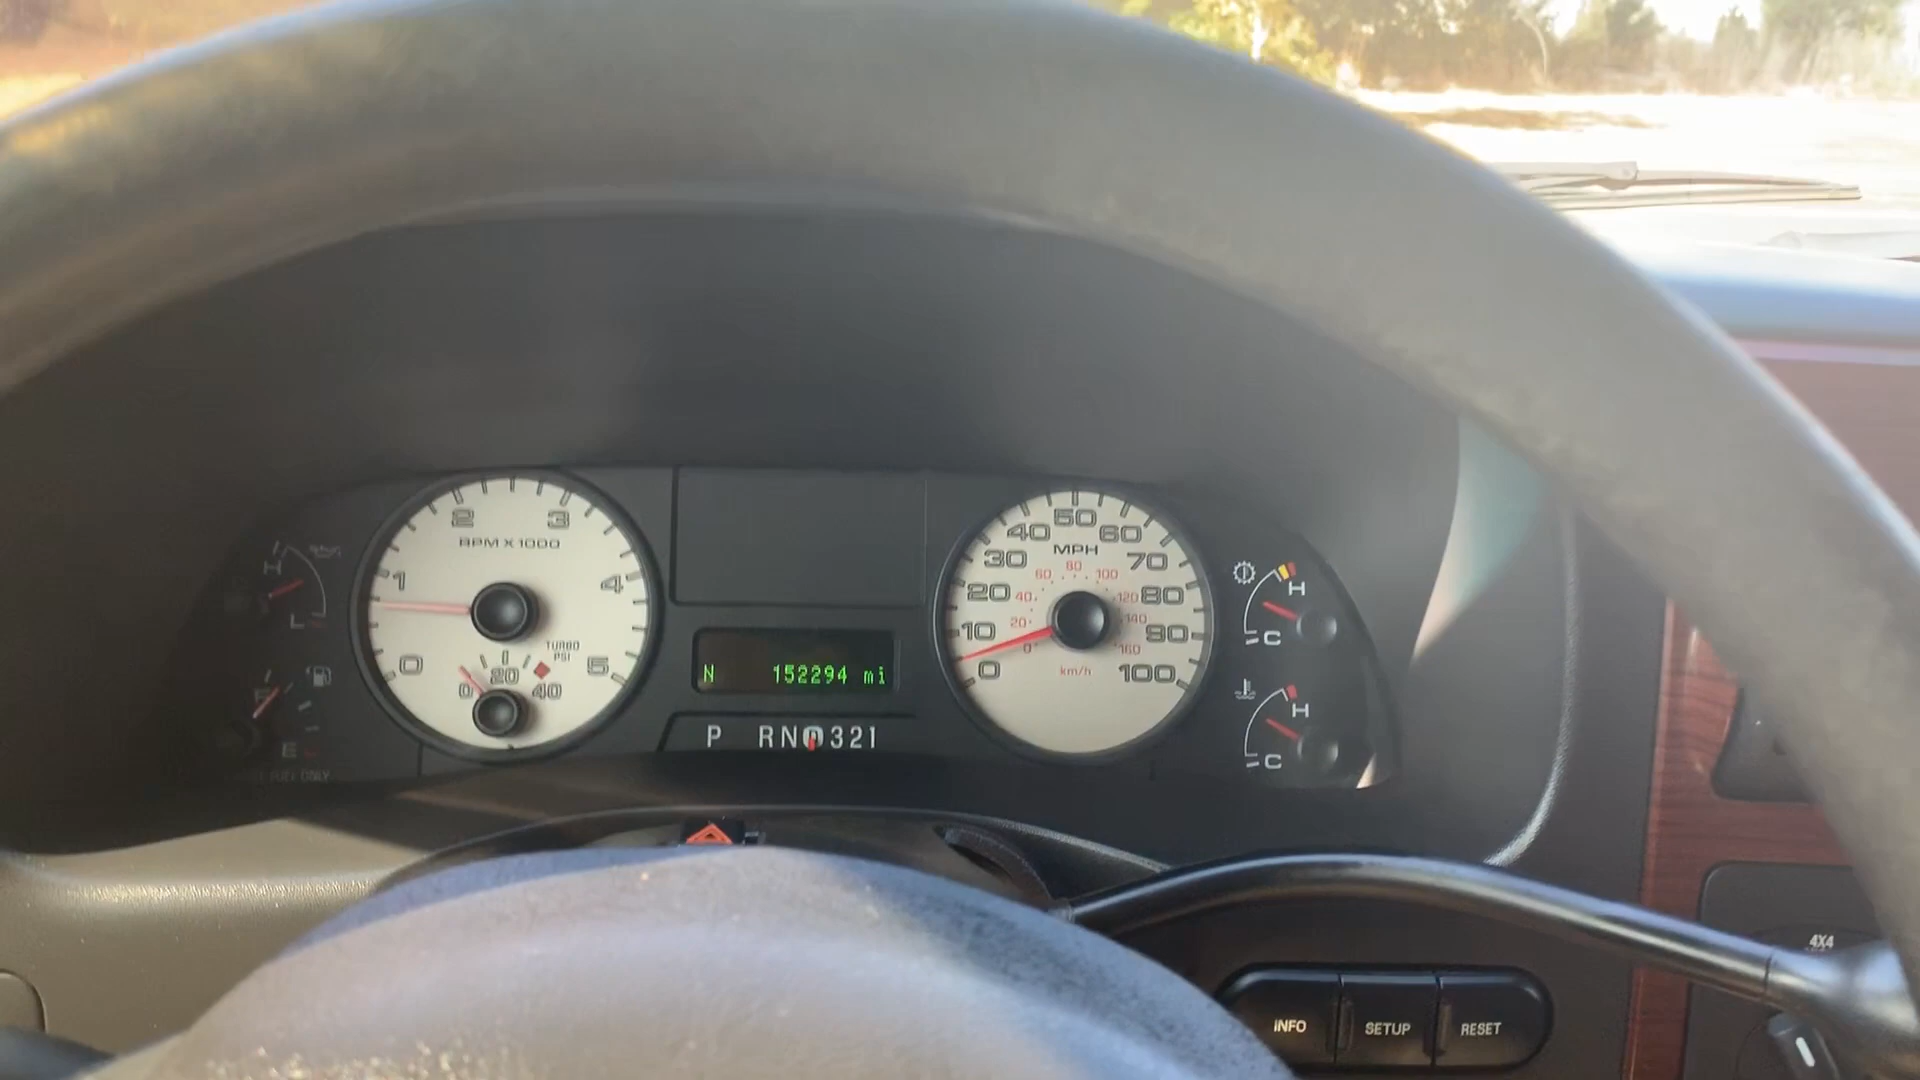 2 3
RPM X 1000
1 4
0 5
TURBO
PSI
0 20 40
H
L
F
E
FUEL ONLY
N 152294 mi
P RN D 321
0 10 20 30 40 50 60 70 80 90 100
MPH
0 20 40 60 80 100 120 140 160
km/h
H
C
H
C
4X4
INFO SETUP RESET